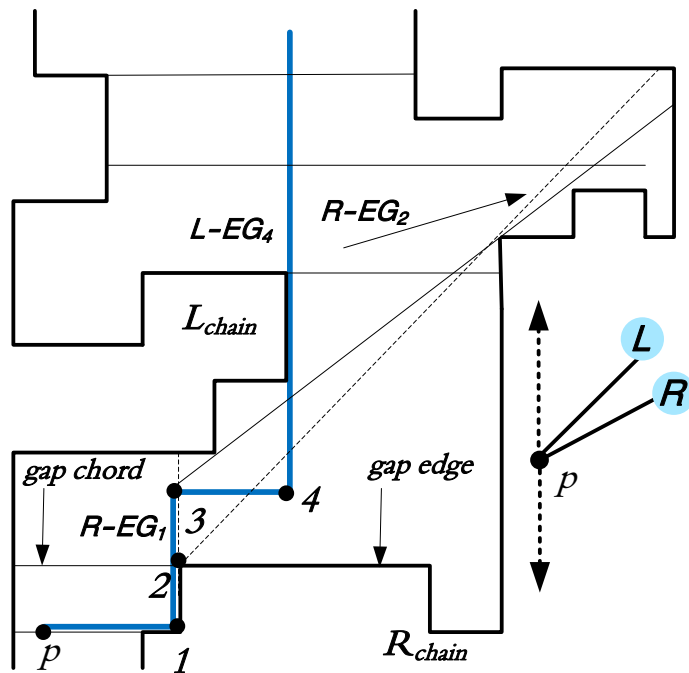 R-EG2
L-EG4
Lchain
L
R
p
gap chord
gap edge
4
3
R-EG1
2
1
p
Rchain